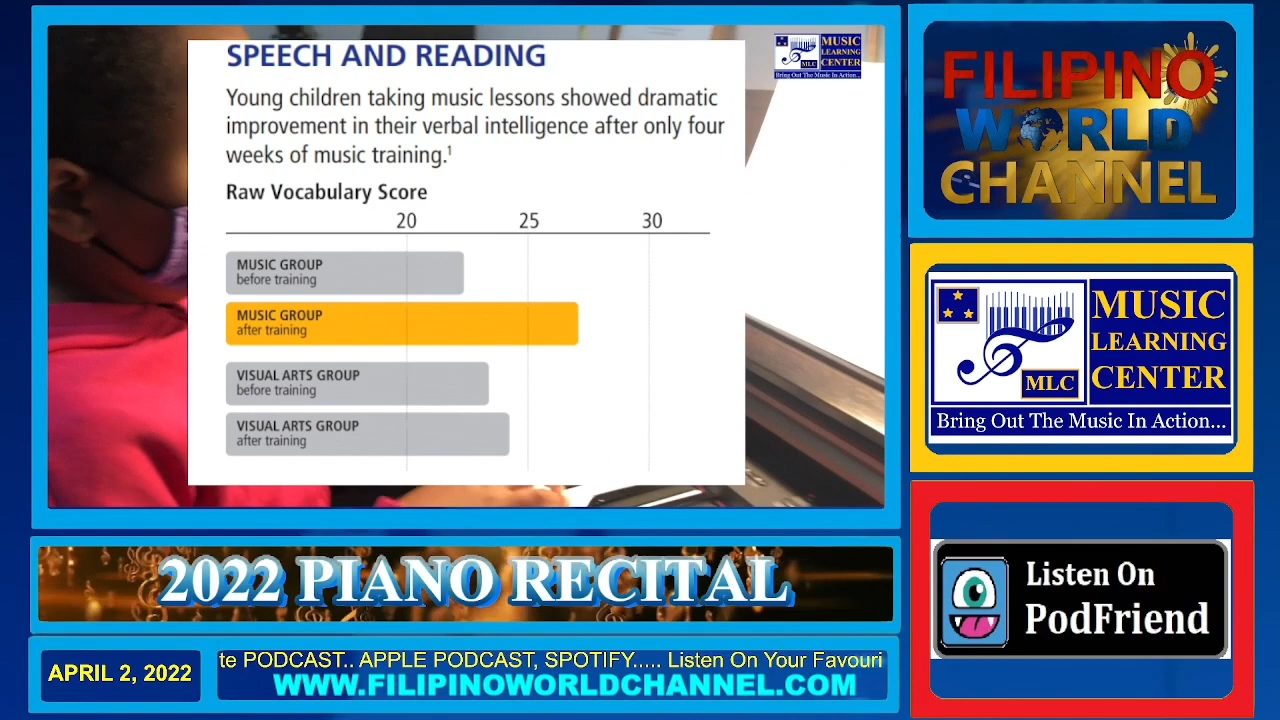 SPEECH AND READING
Young children taking music lessons showed dramatic
improvement in their verbal intelligence after only four
weeks of music training.¹
Raw Vocabulary Score
20 25 30
MUSIC GROUP
before training
MUSIC GROUP
after training
VISUAL ARTS GROUP
before training
VISUAL ARTS GROUP
after training
MUSIC
LEARNING
CENTER
MLC
Bring Out The Music In Action...
FILIPINO
WORLD
CHANNEL
MUSIC
LEARNING
CENTER
MLC
Bring Out The Music In Action...
Listen On
PodFriend
2022 PIANO RECITAL
APRIL 2, 2022
te PODCAST.. APPLE PODCAST, SPOTIFY..... Listen On Your Favouri
WWW.FILIPINOWORLDCHANNEL.COM